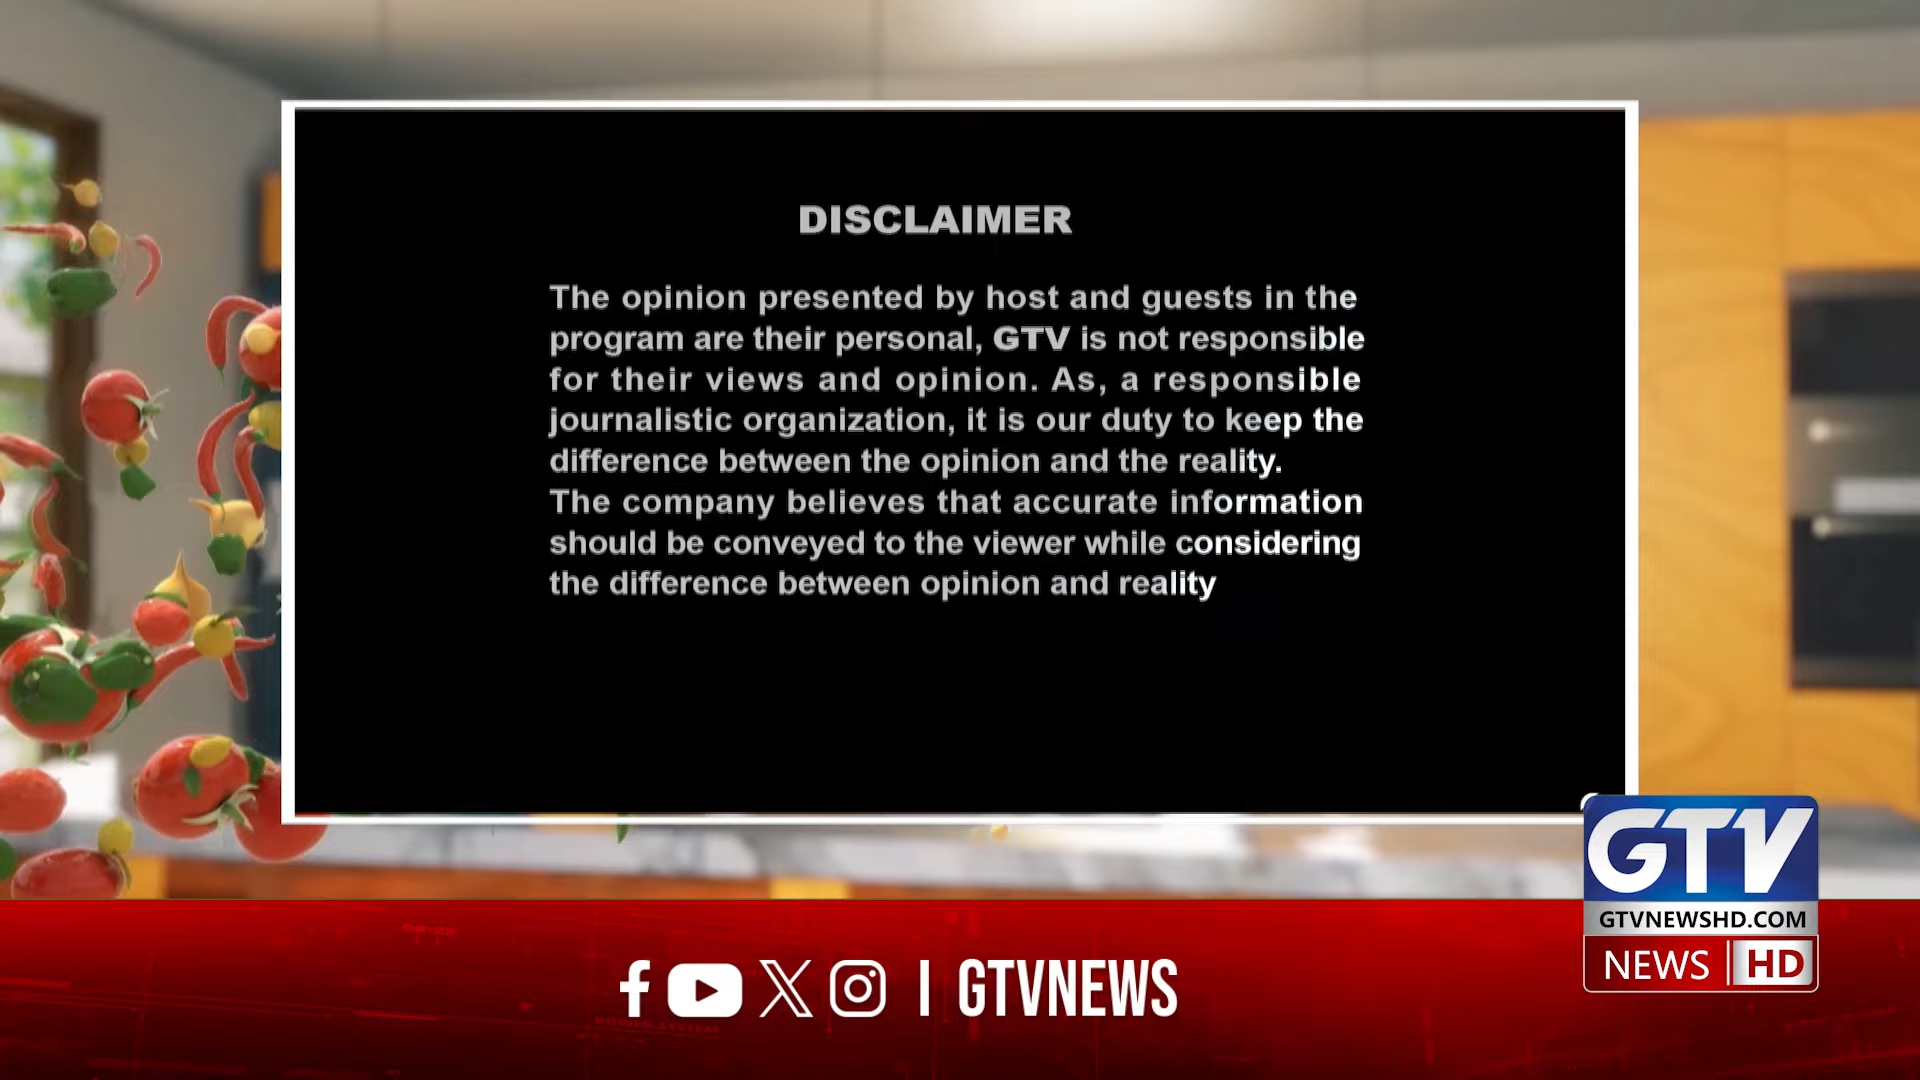 DISCLAIMER
The opinion presented by host and guests in the
program are their personal, GTV is not responsible
for their views and opinion. As, a responsible
journalistic organization, it is our duty to keep the
difference between the opinion and the reality.
The company believes that accurate information
should be conveyed to the viewer while considering
the difference between opinion and reality
GTV
GTVNEWSHD.COM
NEWS HD
GTVNEWS